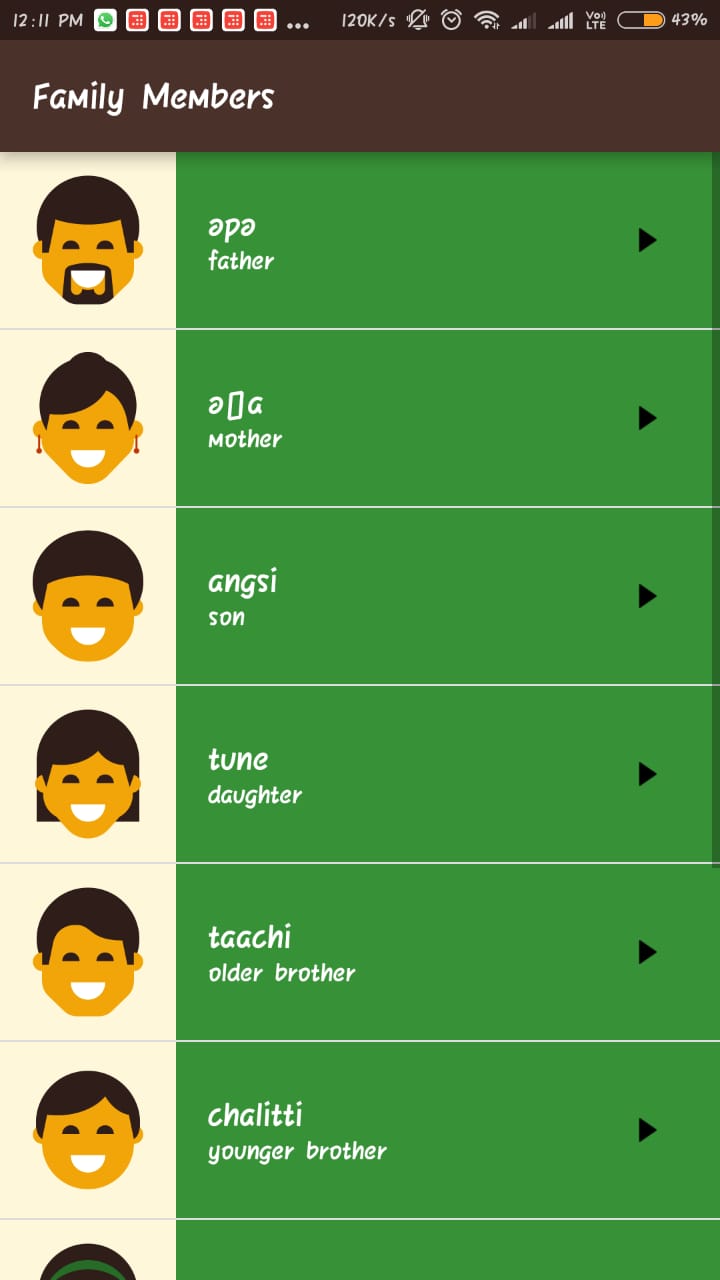 12:11 PM 120K/s Vo) LTE 43%
Family Members
әpә
father
ә▯a
mother
angsi
son
tune
daughter
taachi
older brother
chalitti
younger brother